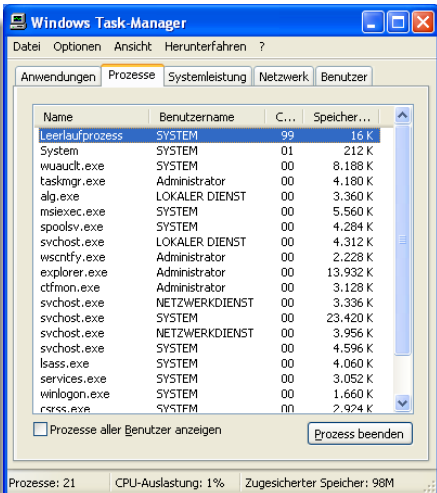 Windows Task-Manager
Datei Optionen Ansicht Herunterfahren ?
Anwendungen Prozesse Systemleistung Netzwerk Benutzer
Name Benutzername C... Speicher...
Leerlaufprozess SYSTEM 99 16 K
System SYSTEM 01 212 K
wuauclt.exe SYSTEM 00 8.188 K
taskmgr.exe Administrator 00 4.180 K
alg.exe LOKALER DIENST 00 3.360 K
msiexec.exe SYSTEM 00 5.560 K
spoolsv.exe SYSTEM 00 4.284 K
svchost.exe LOKALER DIENST 00 4.312 K
wscntfy.exe Administrator 00 2.228 K
explorer.exe Administrator 00 13.932 K
ctfmon.exe Administrator 00 3.128 K
svchost.exe NETZWERKDIENST 00 3.336 K
svchost.exe SYSTEM 00 23.420 K
svchost.exe NETZWERKDIENST 00 3.956 K
svchost.exe SYSTEM 00 4.596 K
lsass.exe SYSTEM 00 4.060 K
services.exe SYSTEM 00 3.052 K
winlogon.exe SYSTEM 00 1.660 K
csrss.exe SYSTEM 00 2.924 K
Prozesse aller Benutzer anzeigen
Prozess beenden
Prozesse: 21 CPU-Auslastung: 1% Zugesicherter Speicher: 98M